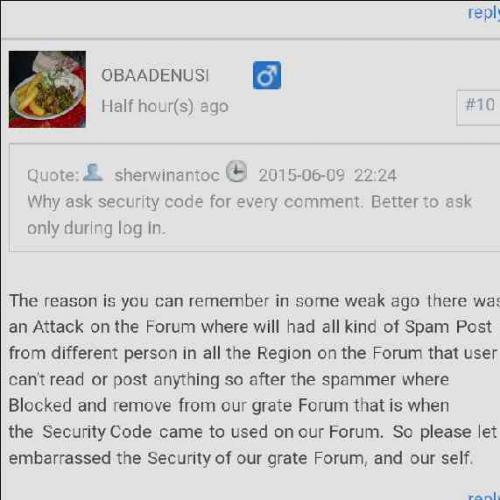 reply
OBAADENUSI
Half hour(s) ago
#10
Quote: sherwinantoc 2015-06-09 22:24
Why ask security code for every comment. Better to ask
only during log in.
The reason is you can remember in some weak ago there was
an Attack on the Forum where will had all kind of Spam Post
from different person in all the Region on the Forum that user
can't read or post anything so after the spammer where
Blocked and remove from our grate Forum that is when
the Security Code came to used on our Forum. So please let
embarrassed the Security of our grate Forum, and our self.
reply